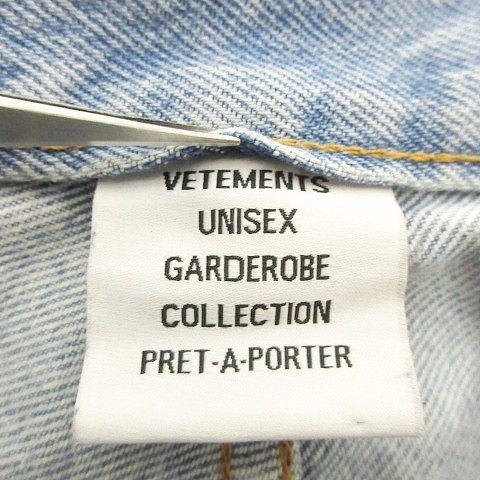 VETEMENTS
UNISEX
GARDEROBE
COLLECTION
PRET-A-PORTER